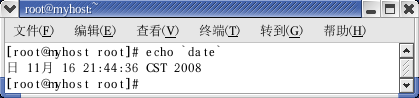 root@myhost:~
文件(F) 编辑(E) 查看(V) 终端(T) 转到(G) 帮助(H)
[root@myhost root]# echo `date`
日 11月 16 21:44:36 CST 2008
[root@myhost root]#